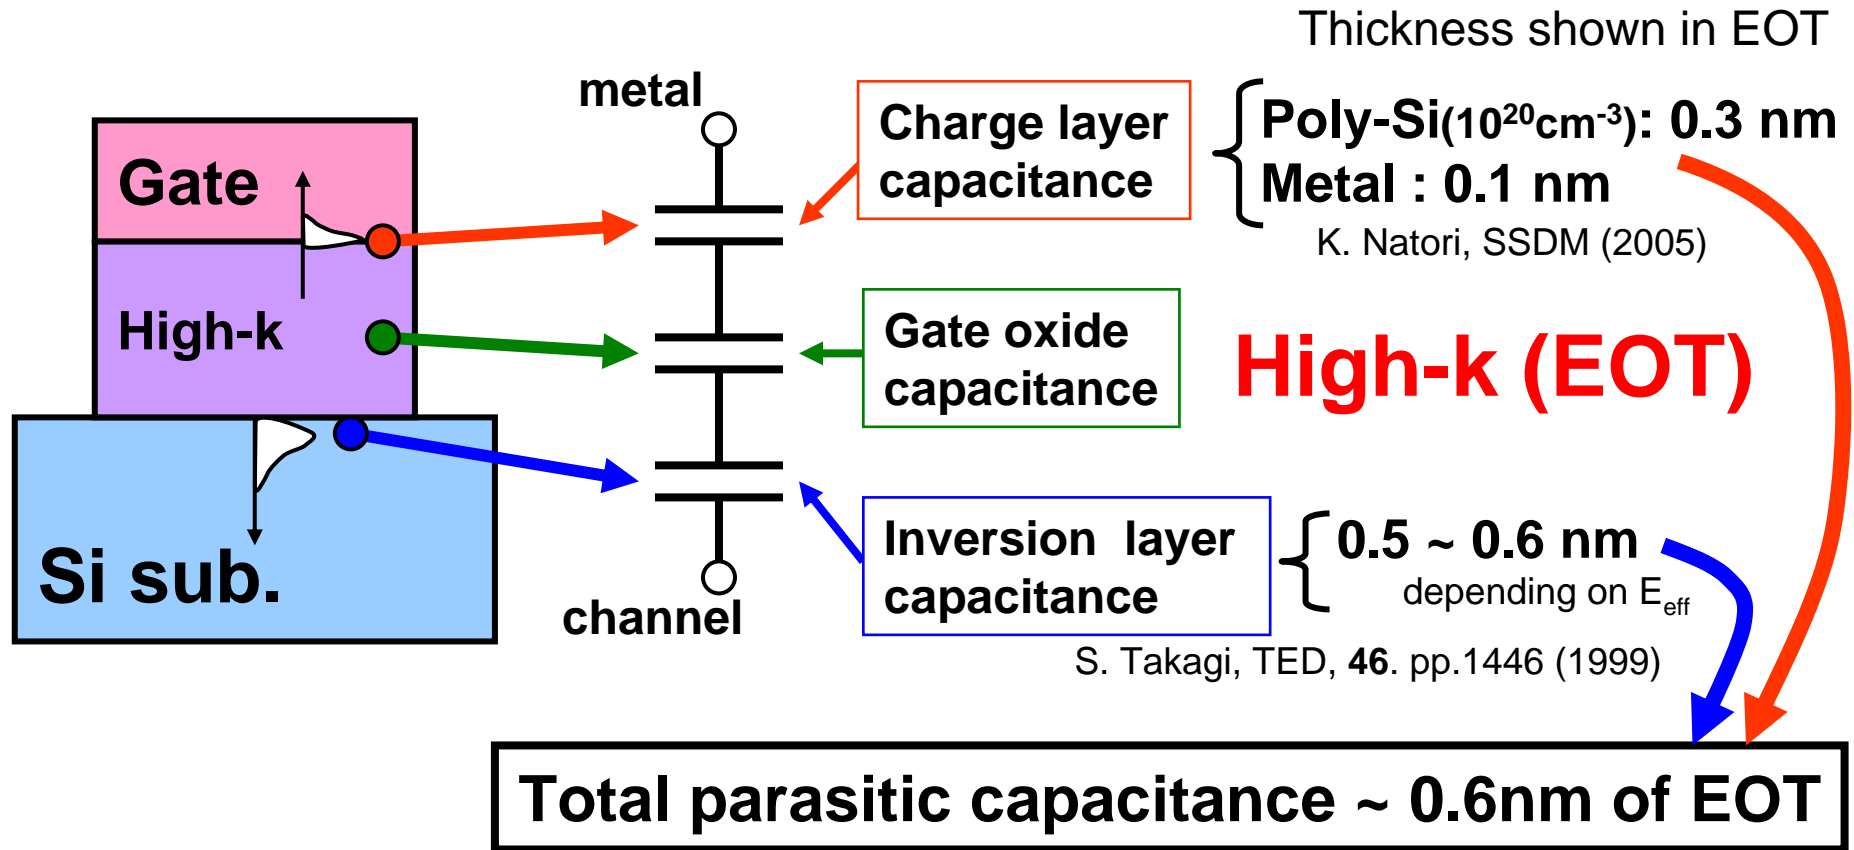 Thickness shown in EOT
metal
Charge layer
capacitance
Poly-Si(10²⁰cm⁻³): 0.3 nm
Metal : 0.1 nm
K. Natori, SSDM (2005)
Gate
High-k
Gate oxide
capacitance
High-k (EOT)
Si sub.
channel
Inversion layer
capacitance
0.5 ~ 0.6 nm
depending on E_eff
S. Takagi, TED, 46. pp.1446 (1999)
Total parasitic capacitance ~ 0.6nm of EOT